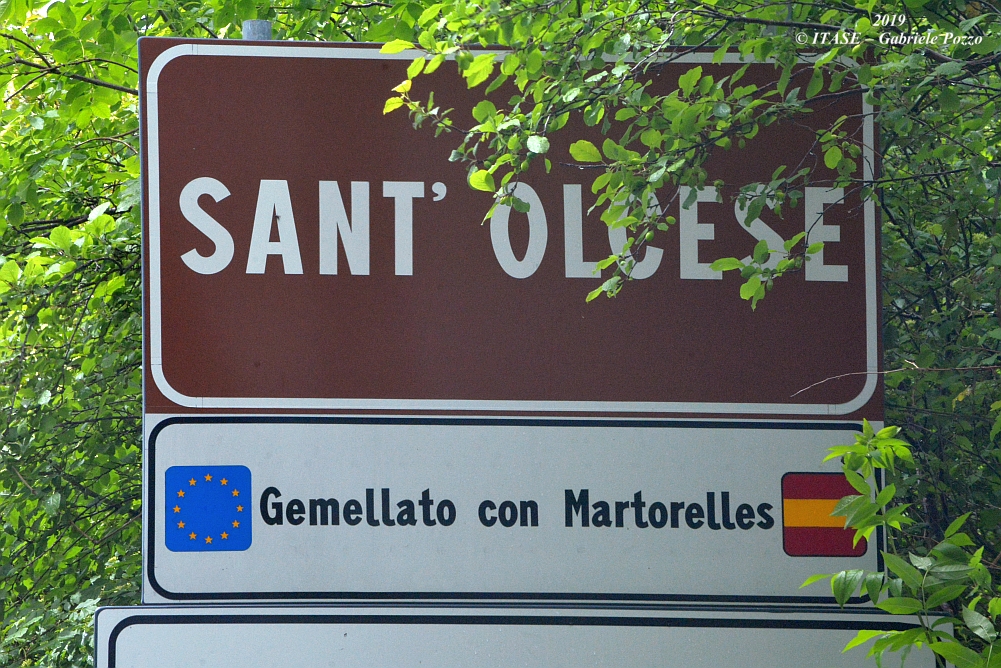 2019
© ITASE - Gabriele Pozzo
SANT' OLCESE
Gemellato con Martorelles